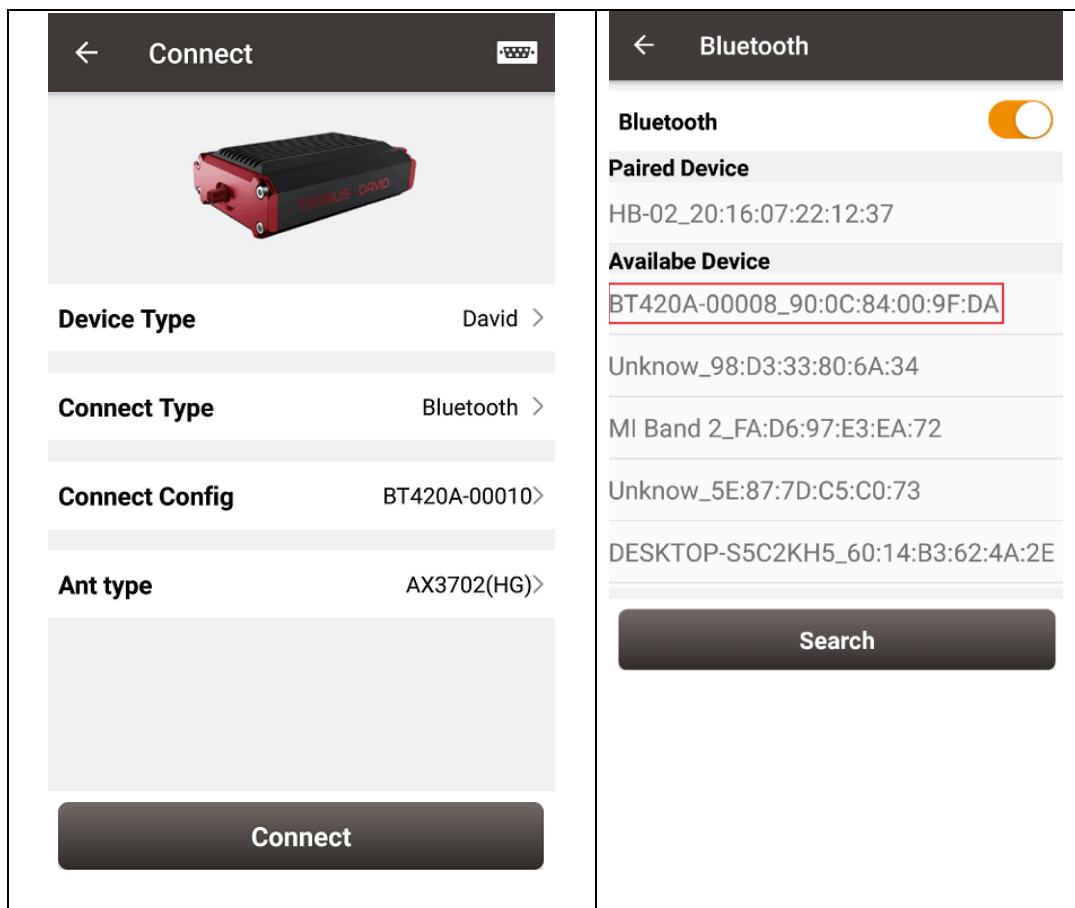 Connect
TERSUS DAVID
Device Type David
Connect Type Bluetooth
Connect Config BT420A-00010
Ant type AX3702(HG)
Connect
Bluetooth
Bluetooth
Paired Device
HB-02_20:16:07:22:12:37
Availabe Device
BT420A-00008_90:0C:84:00:9F:DA
Unknow_98:D3:33:80:6A:34
MI Band 2_FA:D6:97:E3:EA:72
Unknow_5E:87:7D:C5:C0:73
DESKTOP-S5C2KH5_60:14:B3:62:4A:2E
Search